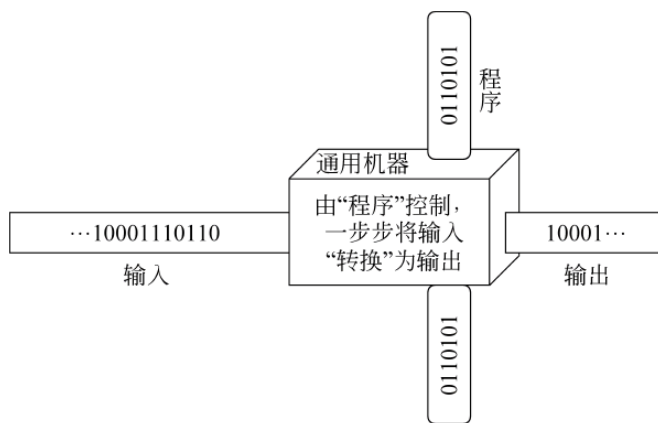 0110101
程序
通用机器
由“程序”控制，
一步步将输入
“转换”为输出
…10001110110
10001…
输入
输出
0110101